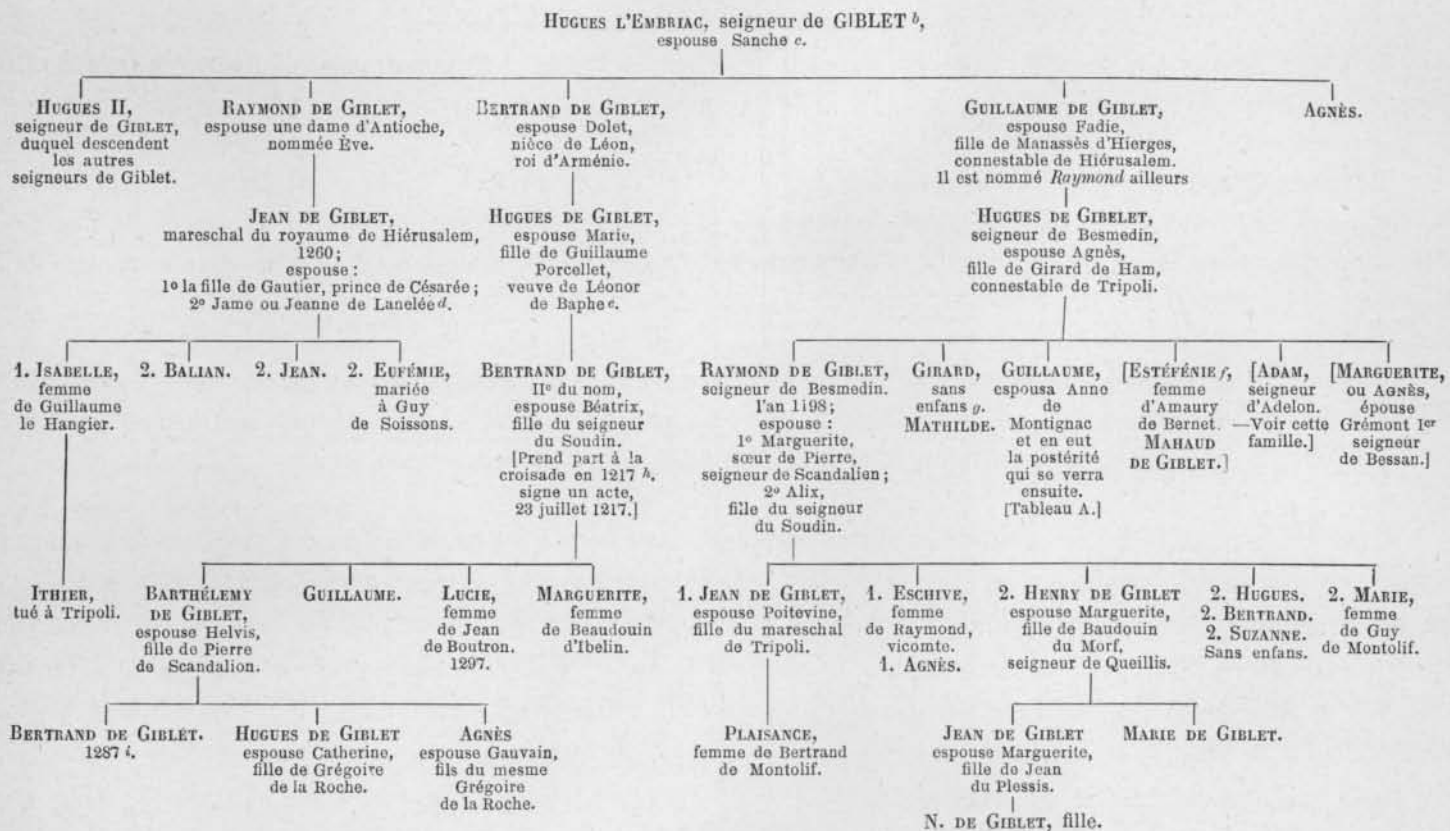 HUGUES L'EMBRIAC, seigneur de GIBLET b,
espouse Sanche c.
HUGUES II,
seigneur de GIBLET,
duquel descendent
les autres
seigneurs de Giblet.
RAYMOND DE GIBLET,
espouse une dame d'Antioche,
nommée Ève.
BERTRAND DE GIBLET,
espouse Dolet,
nièce de Léon,
roi d'Arménie.
GUILLAUME DE GIBLET,
espouse Fadie,
fille de Manassès d'Hierges,
connestable de Hiérusalem.
Il est nommé Raymond ailleurs
AGNÈS.
JEAN DE GIBLET,
mareschal du royaume de Hiérusalem,
1260;
espouse :
1º la fille de Gautier, prince de Césarée;
2º Jame ou Jeanne de Lanelée d.
HUGUES DE GIBLET,
espouse Marie,
fille de Guillaume
Porcellet,
veuve de Léonor
de Baphe e.
HUGUES DE GIBELET,
seigneur de Besmedin,
espouse Agnès,
fille de Girard de Ham,
connestable de Tripoli.
1. ISABELLE,
femme
de Guillaume
le Hangier.
2. BALIAN.
2. JEAN.
2. EUFÉMIE,
mariée
à Guy
de Soissons.
BERTRAND DE GIBLET,
IIe du nom,
espouse Béatrix,
fille du seigneur
du Soudin.
[Prend part à la
croisade en 1217 h.
signe un acte,
23 juillet 1217.]
RAYMOND DE GIBLET,
seigneur de Besmedin.
l'an 1198;
espouse :
1º Marguerite,
sœur de Pierre,
seigneur de Scandalion;
2º Alix,
fille du seigneur
du Soudin.
GIRARD,
sans
enfans g.
MATHILDE.
GUILLAUME,
espousa Anne
de
Montignac
et en eut
la postérité
qui se verra
ensuite.
[Tableau A.]
[ESTÉFÉNIE f,
femme
d'Amaury
de Bernet.
MAHAUD
DE GIBLET.]
[ADAM,
seigneur
d'Adelon.
—Voir cette
famille.]
[MARGUERITE,
ou AGNÈS,
épouse
Grémont Ier
seigneur
de Bessan.]
ITHIER,
tué à Tripoli.
BARTHÉLEMY
DE GIBLET,
espouse Helvis,
fille de Pierre
de Scandalion.
GUILLAUME.
LUCIE,
femme
de Jean
de Boutron.
1297.
MARGUERITE,
femme
de Beaudouin
d'Ibelin.
1. JEAN DE GIBLET,
espouse Poitevine,
fille du mareschal
de Tripoli.
1. ESCHIVE,
femme
de Raymond,
vicomte.
1. AGNÈS.
2. HENRY DE GIBLET
espouse Marguerite,
fille de Baudouin
du Morf,
seigneur de Queillis.
2. HUGUES.
2. BERTRAND.
2. SUZANNE.
Sans enfans.
2. MARIE,
femme
de Guy
de Montolif.
BERTRAND DE GIBLET.
1287 i.
HUGUES DE GIBLET
espouse Catherine,
fille de Grégoire
de la Roche.
AGNÈS
espouse Gauvain,
fils du mesme
Grégoire
de la Roche.
PLAISANCE,
femme de Bertrand
de Montolif.
JEAN DE GIBLET
espouse Marguerite,
fille de Jean
du Plessis.
MARIE DE GIBLET.
N. DE GIBLET, fille.